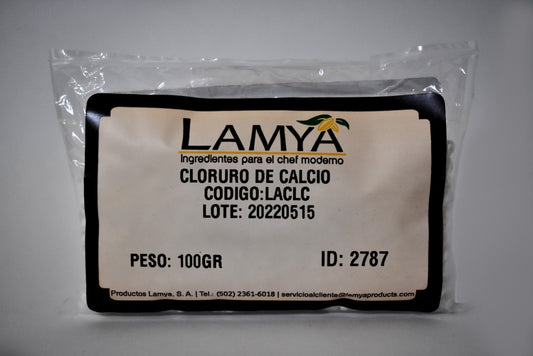 LAMYA
Ingredientes para el chef moderno
CLORURO DE CALCIO
CODIGO:LACLC
LOTE: 20220515
PESO: 100GR ID: 2787
Productos Lamya, S. A. | Tel.: (502) 2361-6018 | servicioalcliente@lamyaproducts.com